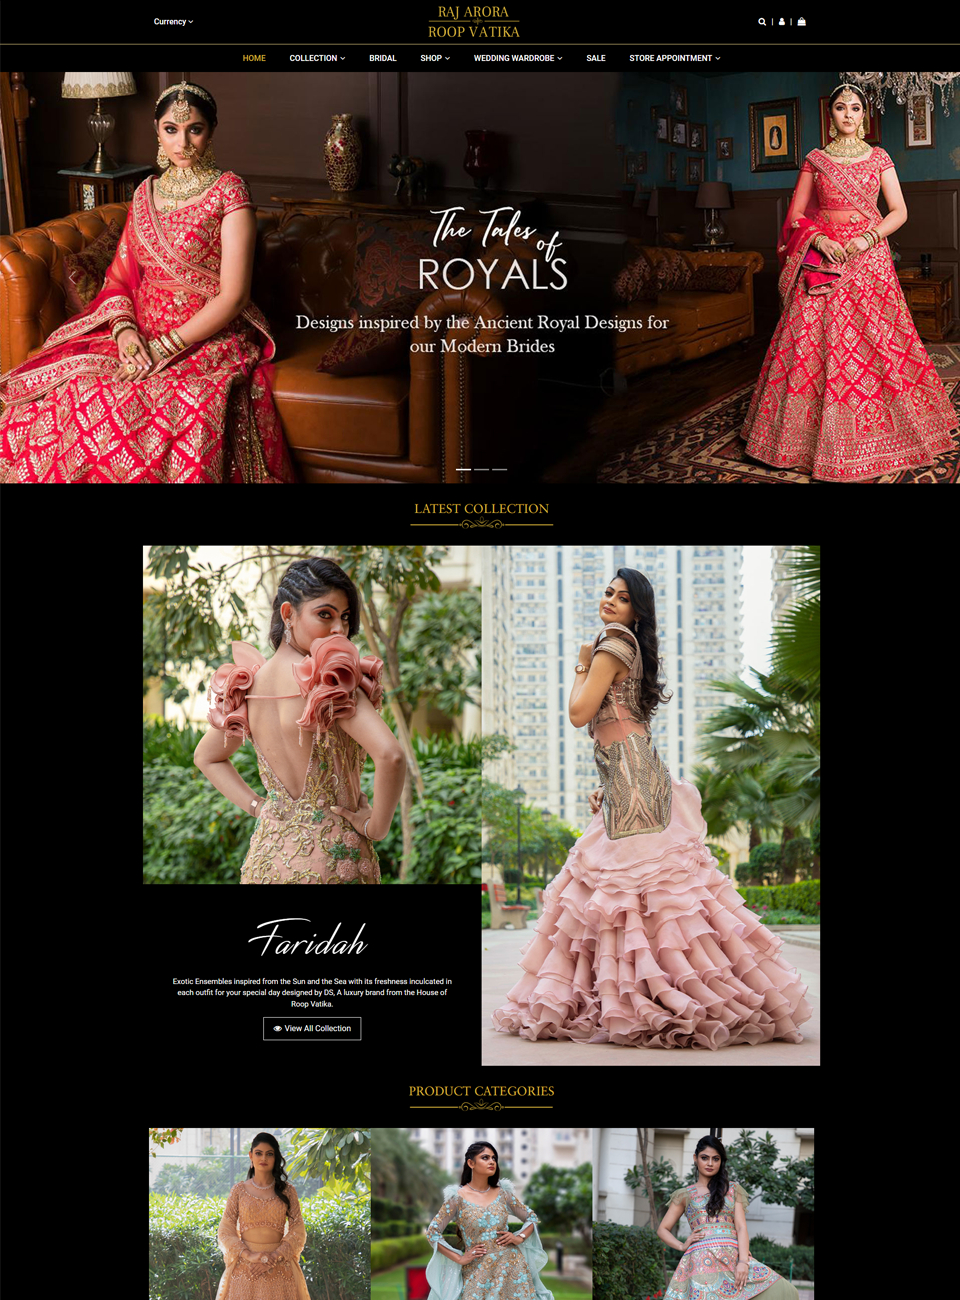 Currency
RAJ ARORA
ROOP VATIKA
| |
HOME COLLECTION BRIDAL SHOP WEDDING WARDROBE SALE STORE APPOINTMENT
The Tales of
ROYALS
Designs inspired by the Ancient Royal Designs for
our Modern Brides
LATEST COLLECTION
Faridah
Exotic Ensembles inspired from the Sun and the Sea with its freshness inculcated in
each outfit for your special day designed by DS, A luxury brand from the House of
Roop Vatika.
View All Collection
PRODUCT CATEGORIES